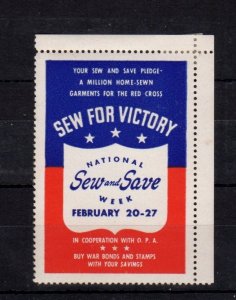 YOUR SEW AND SAVE PLEDGE-
A MILLION HOME-SEWN
GARMENTS FOR THE RED CROSS
SEW FOR VICTORY
NATIONAL
Sew and Save
WEEK
FEBRUARY 20-27
IN COOPERATION WITH O.P.A.
BUY WAR BONDS AND STAMPS
WITH YOUR SAVINGS